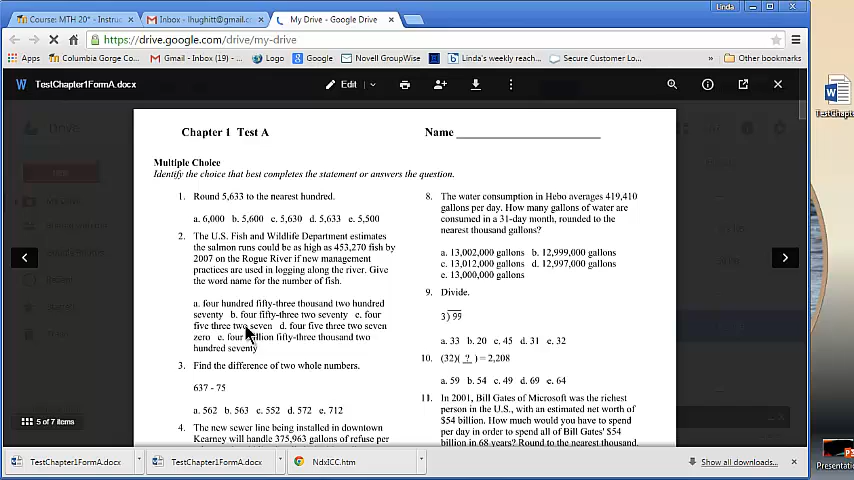 Linda
Course: MTH 20* - Tuesda
Inbox - lhughitt@gmail.co
My Drive - Google Drive
https://drive.google.com/drive/my-drive
Apps
Columbia Gorge Com
Gmail - Inbox (19) -
Logo
Google
Novell GroupWise
Linda's weekly reach...
Secure Customer Lo...
»
Other bookmarks
W TestChapter1FormA.docx
Edit
Drive
Chapter 1 Test A
Name
Multiple Choice
Identify the choice that best completes the statement or answers the question.
1. Round 5,633 to the nearest hundred.
a. 6,000 b. 5,600 c. 5,630 d. 5,633 e. 5,500
2. The U.S. Fish and Wildlife Department estimates
the salmon runs could be as high as 453,270 fish by
2007 on the Rogue River if new management
practices are used in logging along the river. Give
the word name for the number of fish.
a. four hundred fifty-three thousand two hundred
seventy b. four fifty-three two seventy c. four
five three two seven d. four five three two seven
zero e. four million fifty-three thousand two
hundred seventy
3. Find the difference of two whole numbers.
637 - 75
a. 562 b. 563 c. 552 d. 572 e. 712
4. The new sewer line being installed in downtown
Kearney will handle 375,963 gallons of refuse per
8. The water consumption in Hebo averages 419,410
gallons per day. How many gallons of water are
consumed in a 31-day month, rounded to the
nearest thousand gallons?
a. 13,002,000 gallons b. 12,999,000 gallons
c. 13,012,000 gallons d. 12,997,000 gallons
e. 13,000,000 gallons
9. Divide.
3)99
a. 33 b. 20 c. 45 d. 31 e. 32
10. (32)( ? ) = 2,208
a. 59 b. 54 c. 49 d. 69 e. 64
11. In 2001, Bill Gates of Microsoft was the richest
person in the U.S., with an estimated net worth of
$54 billion. How much would you have to spend
per day in order to spend all of Bill Gates' $54
billion in 68 years? Round to the nearest thousand.
5 of 7 items
TestChapter1FormA.docx
TestChapter1FormA.docx
NdxICC.htm
Show all downloads...
TestChapt
Presentatio